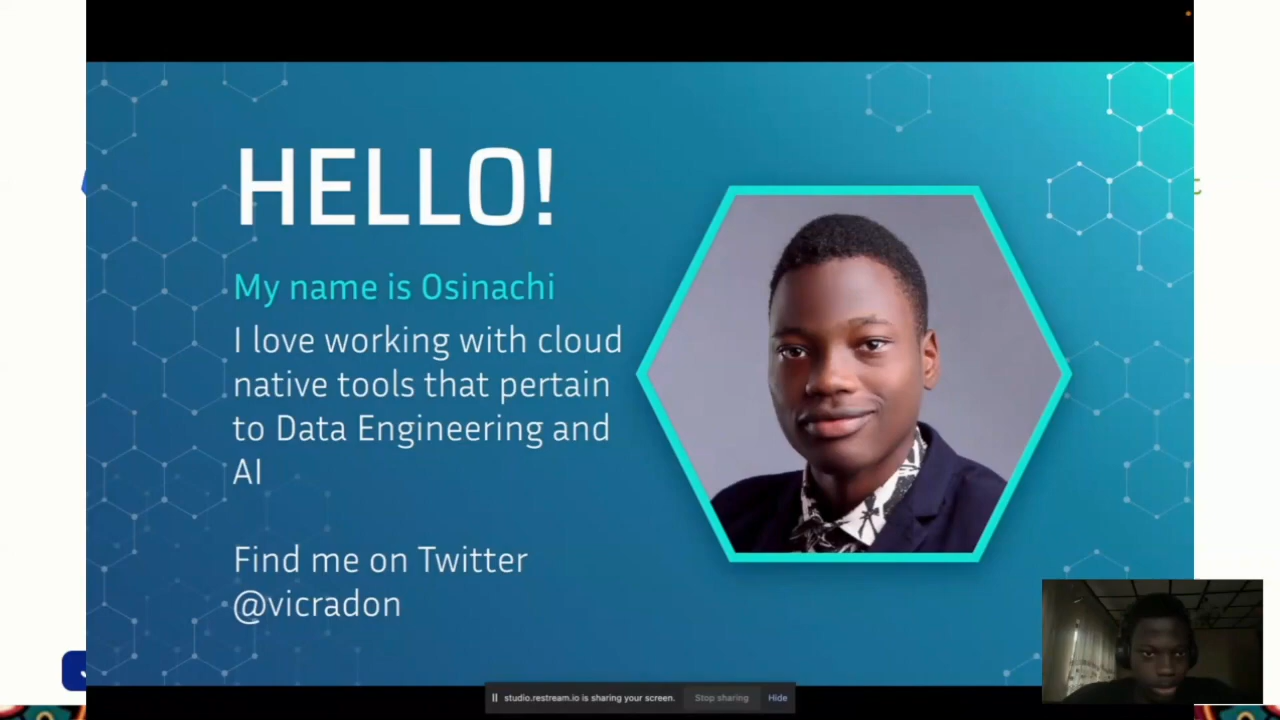 HELLO!
My name is Osinachi
I love working with cloud
native tools that pertain
to Data Engineering and
AI
Find me on Twitter
@vicradon
studio.restream.io is sharing your screen.
Stop sharing
Hide